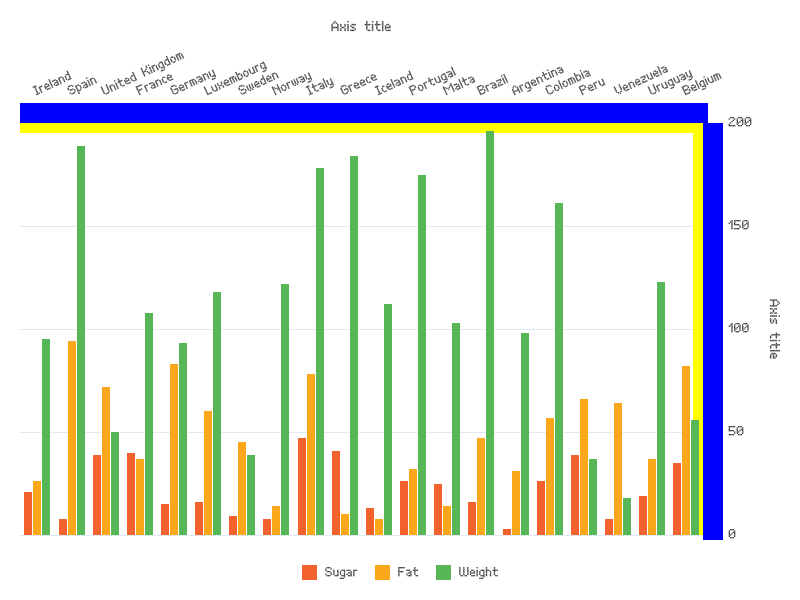 Axis title
Ireland
Spain
United Kingdom
France
Germany
Luxembourg
Sweden
Norway
Italy
Greece
Iceland
Portugal
Malta
Brazil
Argentina
Colombia
Peru
Venezuela
Uruguay
Belgium
200
150
100
50
0
Axis title
Sugar
Fat
Weight